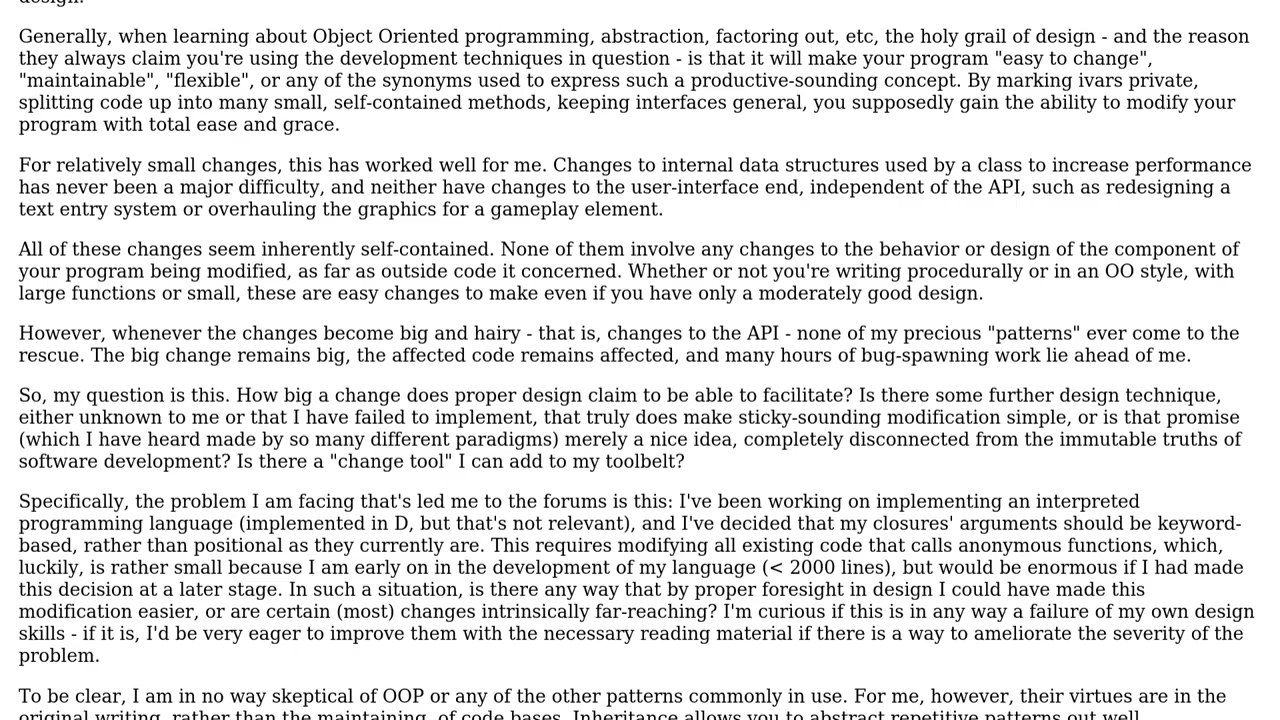 design.
Generally, when learning about Object Oriented programming, abstraction, factoring out, etc, the holy grail of design - and the reason
they always claim you're using the development techniques in question - is that it will make your program "easy to change",
"maintainable", "flexible", or any of the synonyms used to express such a productive-sounding concept. By marking ivars private,
splitting code up into many small, self-contained methods, keeping interfaces general, you supposedly gain the ability to modify your
program with total ease and grace.
For relatively small changes, this has worked well for me. Changes to internal data structures used by a class to increase performance
has never been a major difficulty, and neither have changes to the user-interface end, independent of the API, such as redesigning a
text entry system or overhauling the graphics for a gameplay element.
All of these changes seem inherently self-contained. None of them involve any changes to the behavior or design of the component of
your program being modified, as far as outside code it concerned. Whether or not you're writing procedurally or in an OO style, with
large functions or small, these are easy changes to make even if you have only a moderately good design.
However, whenever the changes become big and hairy - that is, changes to the API - none of my precious "patterns" ever come to the
rescue. The big change remains big, the affected code remains affected, and many hours of bug-spawning work lie ahead of me.
So, my question is this. How big a change does proper design claim to be able to facilitate? Is there some further design technique,
either unknown to me or that I have failed to implement, that truly does make sticky-sounding modification simple, or is that promise
(which I have heard made by so many different paradigms) merely a nice idea, completely disconnected from the immutable truths of
software development? Is there a "change tool" I can add to my toolbelt?
Specifically, the problem I am facing that's led me to the forums is this: I've been working on implementing an interpreted
programming language (implemented in D, but that's not relevant), and I've decided that my closures' arguments should be keyword-
based, rather than positional as they currently are. This requires modifying all existing code that calls anonymous functions, which,
luckily, is rather small because I am early on in the development of my language (< 2000 lines), but would be enormous if I had made
this decision at a later stage. In such a situation, is there any way that by proper foresight in design I could have made this
modification easier, or are certain (most) changes intrinsically far-reaching? I'm curious if this is in any way a failure of my own design
skills - if it is, I'd be very eager to improve them with the necessary reading material if there is a way to ameliorate the severity of the
problem.
To be clear, I am in no way skeptical of OOP or any of the other patterns commonly in use. For me, however, their virtues are in the
original writing, rather than the maintaining, of code bases. Inheritance allows you to abstract repetitive patterns out well,